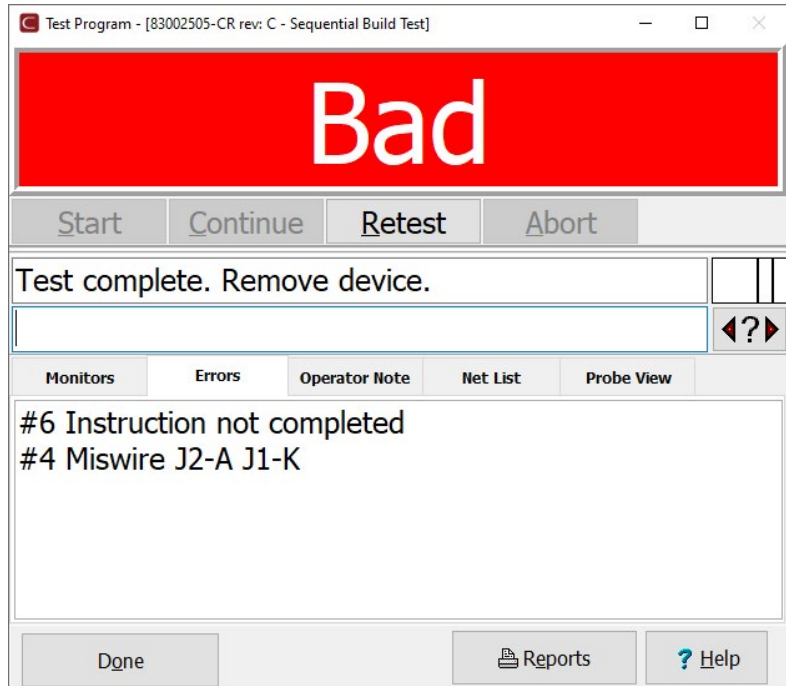 Test Program - [83002505-CR rev: C - Sequential Build Test]
Bad
Start Continue Retest Abort
Test complete. Remove device.
?
Monitors Errors Operator Note Net List Probe View
#6 Instruction not completed
#4 Miswire J2-A J1-K
Done Reports ? Help